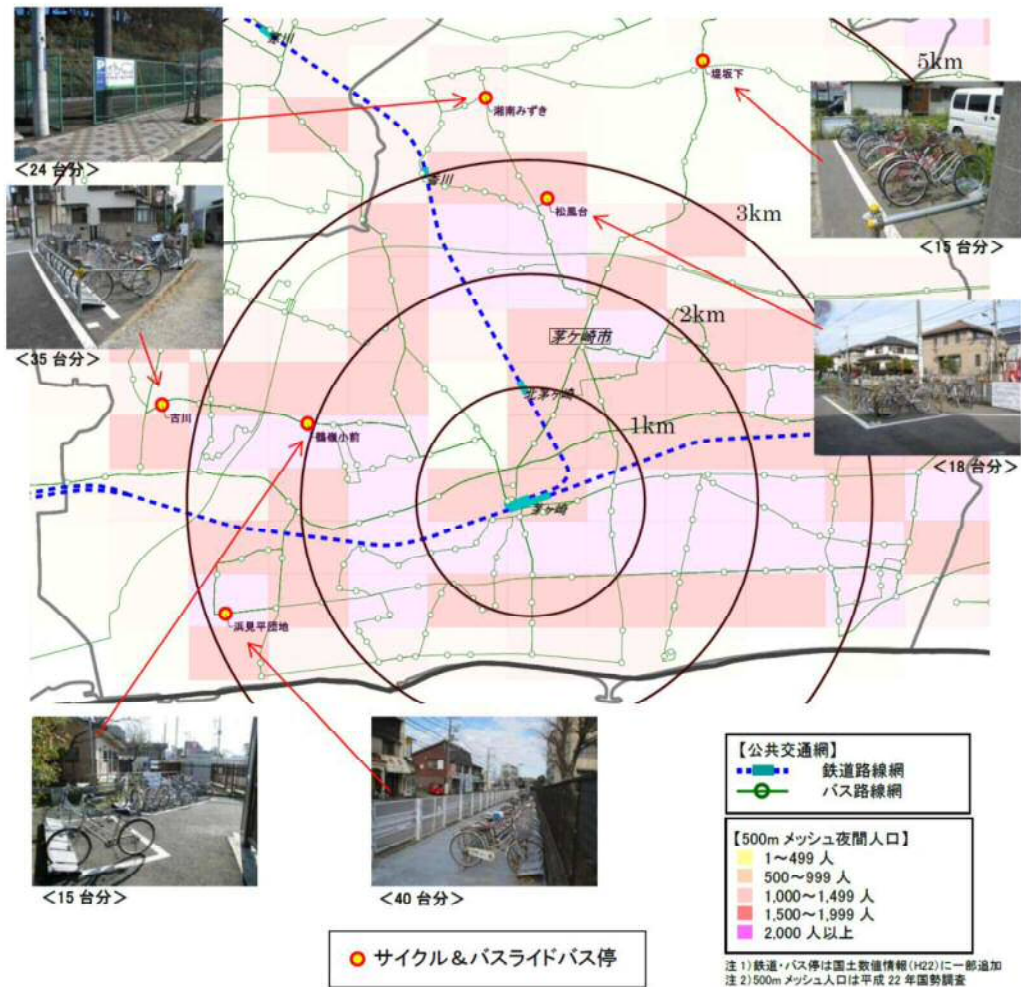 寒川
5km
堤坂下
湘南みずき
<24 台分>
香川
松風台
3km
<15 台分>
2km
茅ケ崎市
<35 台分>
北茅ケ崎
古川
鶴嶺小前
1km
<18 台分>
茅ケ崎
浜見平団地
<15 台分>
<40 台分>
【公共交通網】
鉄道路線網
バス路線網
【500m メッシュ夜間人口】
1～499 人
500～999 人
1,000～1,499 人
1,500～1,999 人
2,000 人以上
サイクル＆バスライドバス停
注 1)鉄道・バス停は国土数値情報(H22)に一部追加
注 2)500m メッシュ人口は平成 22 年国勢調査